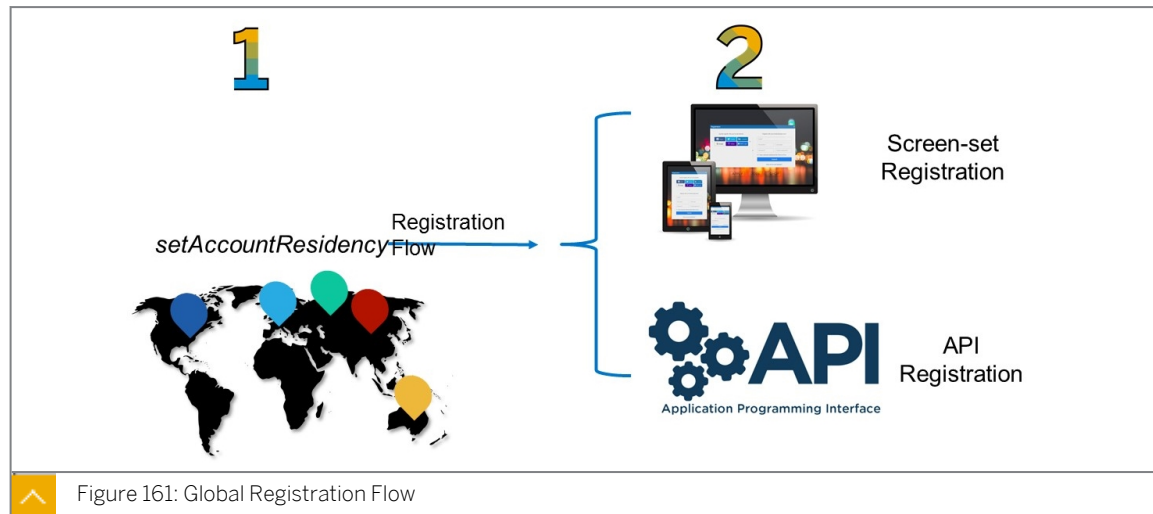 1
2
Screen-set
Registration
setAccountResidency
Registration
Flow
API
Application Programming Interface
API
Registration
Figure 161: Global Registration Flow